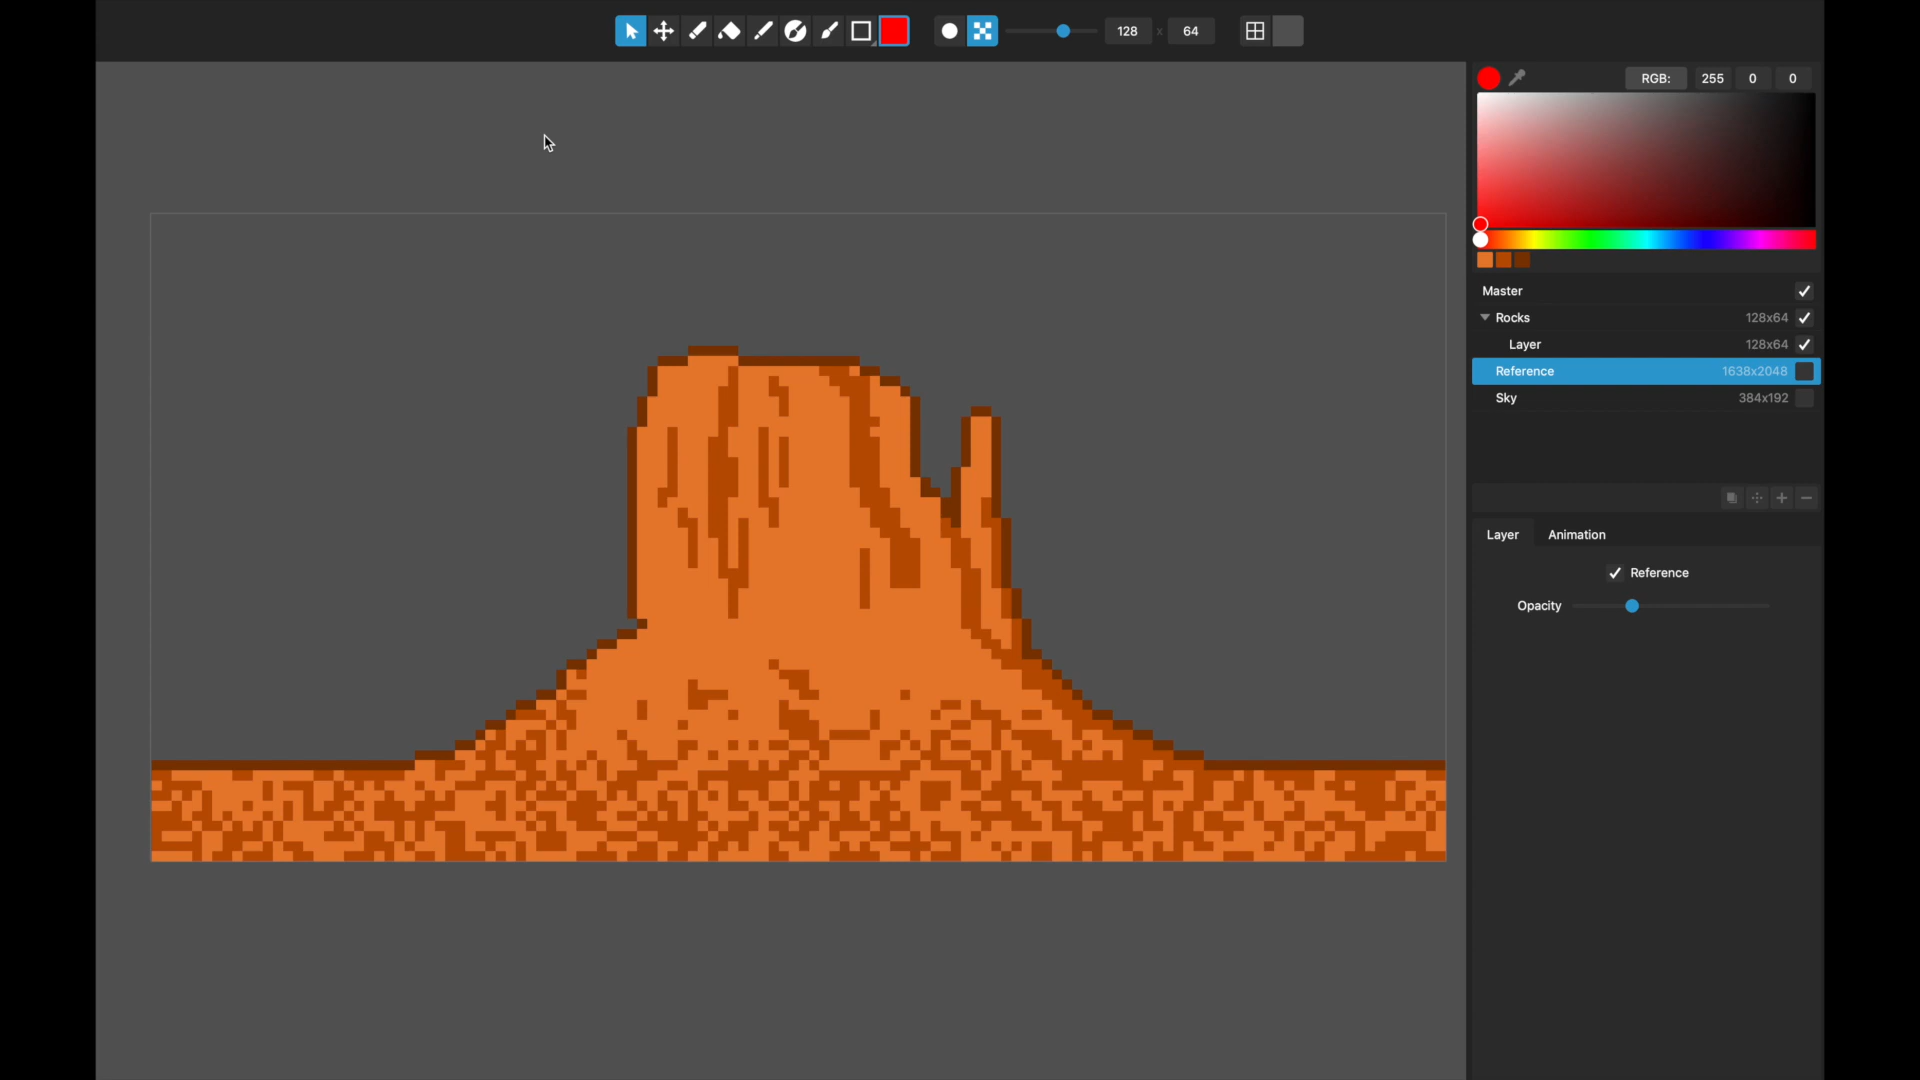 128 x 64
RGB: 255 0 0
Master
Rocks 128x64
Layer 128x64
Reference 1638x2048
Sky 384x192
Layer Animation
Reference
Opacity